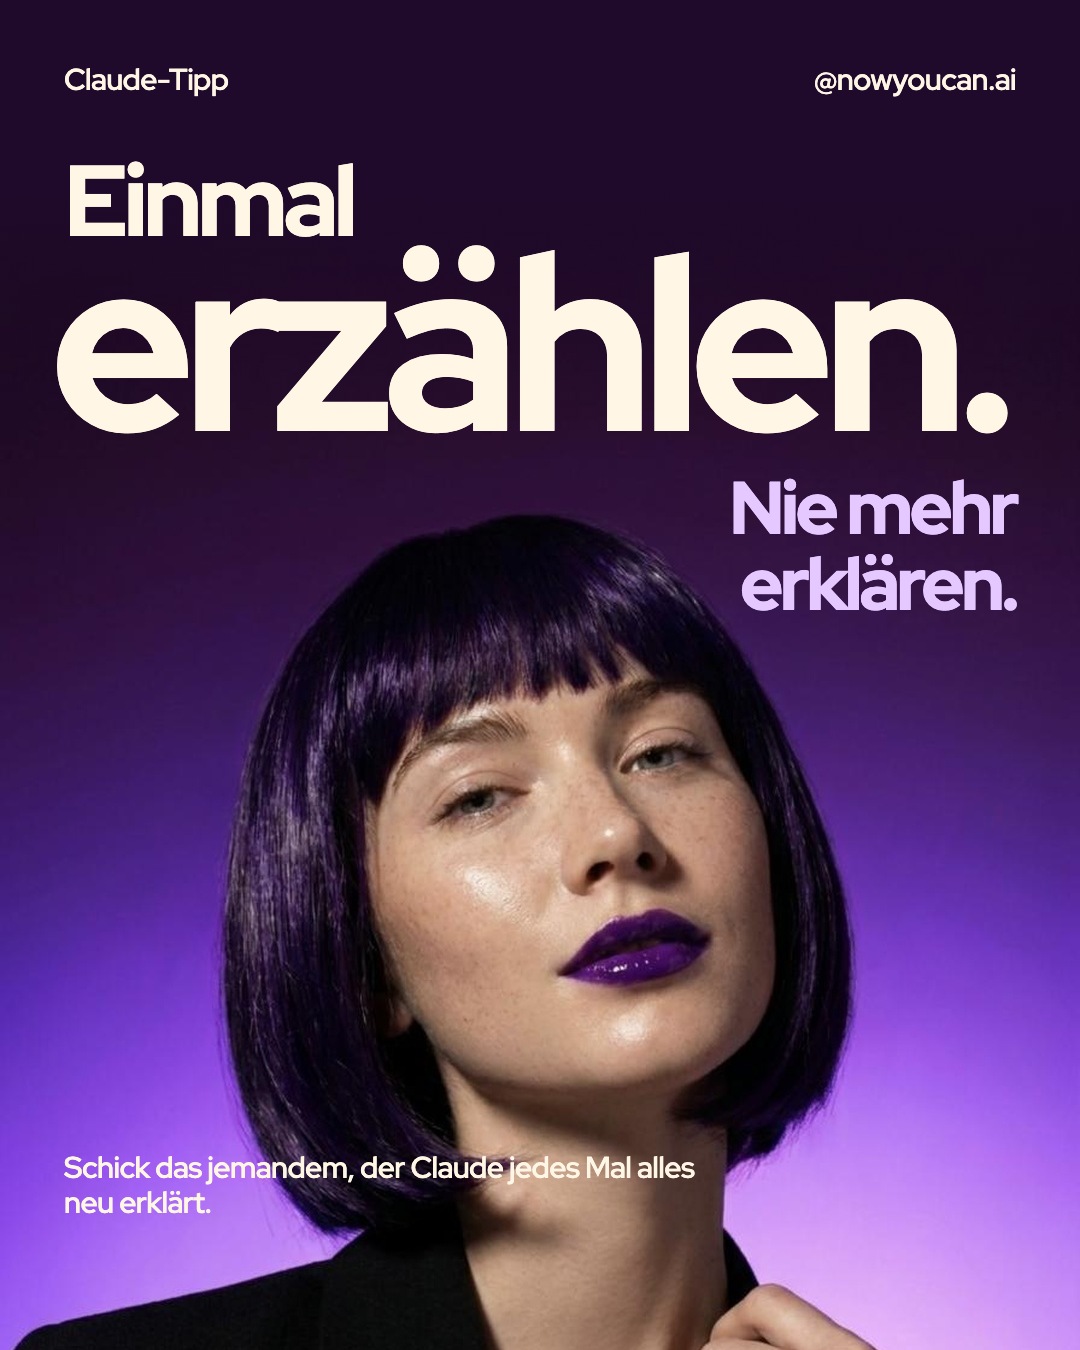 Claude-Tipp
@nowyoucan.ai
Einmal
erzählen.
Nie mehr
erklären.
Schick das jemandem, der Claude jedes Mal alles
neu erklärt.